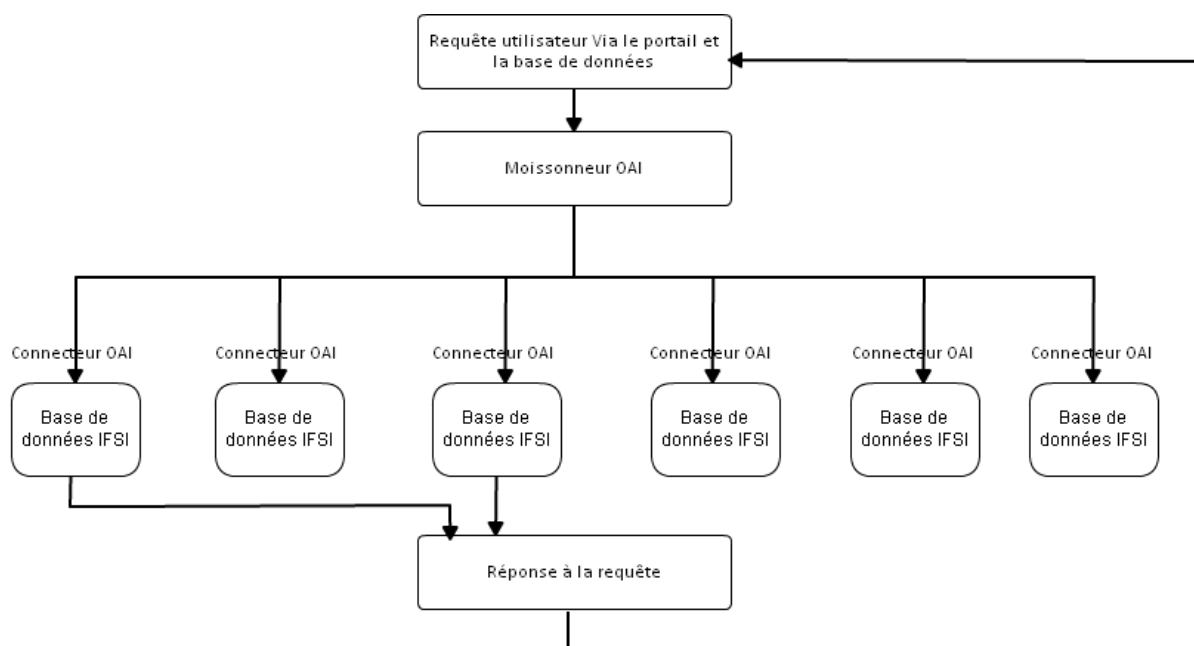 Requête utilisateur Via le portail et
la base de données
Moissonneur OAI
Connecteur OAI
Connecteur OAI
Connecteur OAI
Connecteur OAI
Connecteur OAI
Connecteur OAI
Base de
données IFSI
Base de
données IFSI
Base de
données IFSI
Base de
données IFSI
Base de
données IFSI
Base de
données IFSI
Réponse à la requête